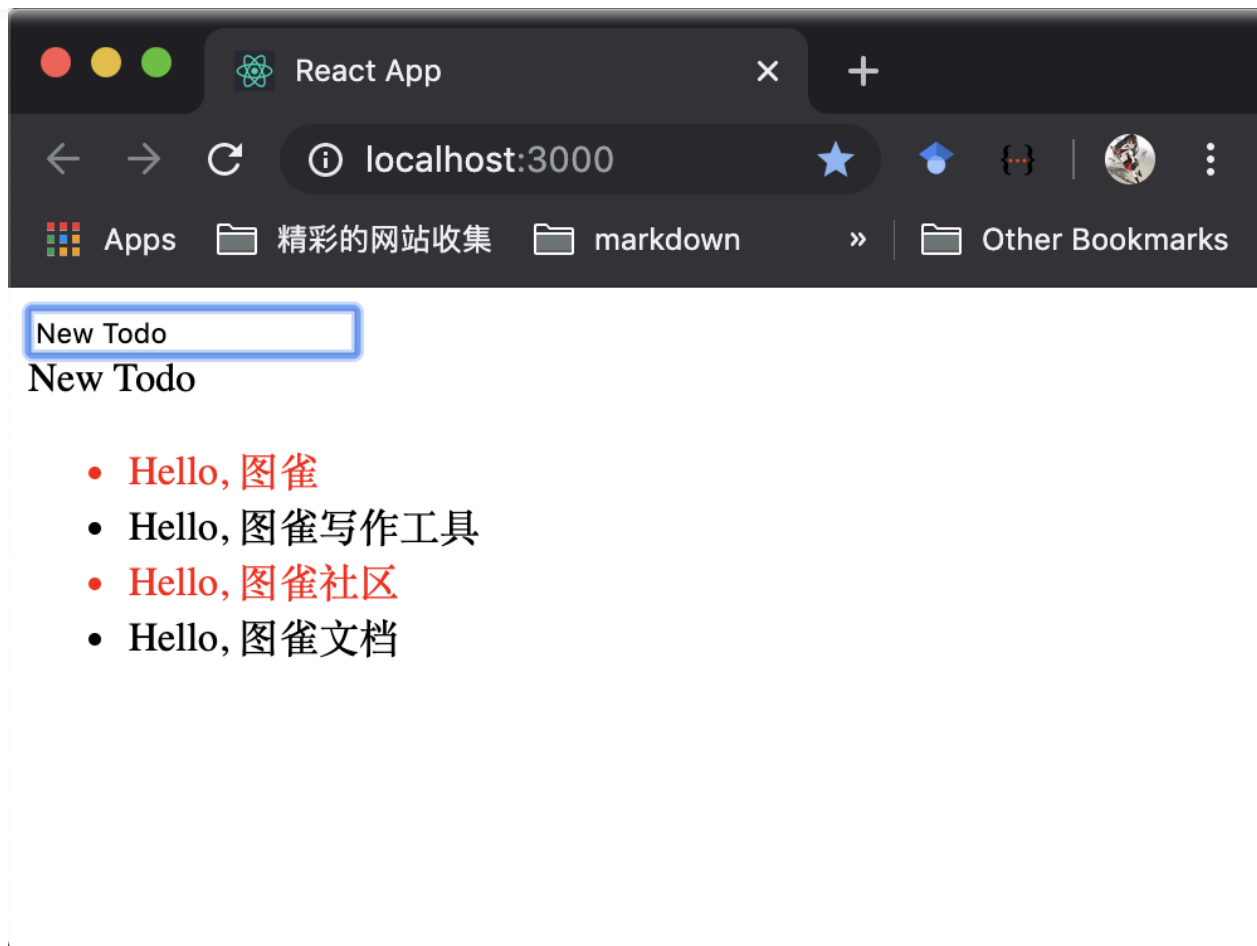 React App
localhost:3000
Apps 精彩的网站收集 markdown » Other Bookmarks
New Todo
New Todo
Hello, 图雀
Hello, 图雀写作工具
Hello, 图雀社区
Hello, 图雀文档